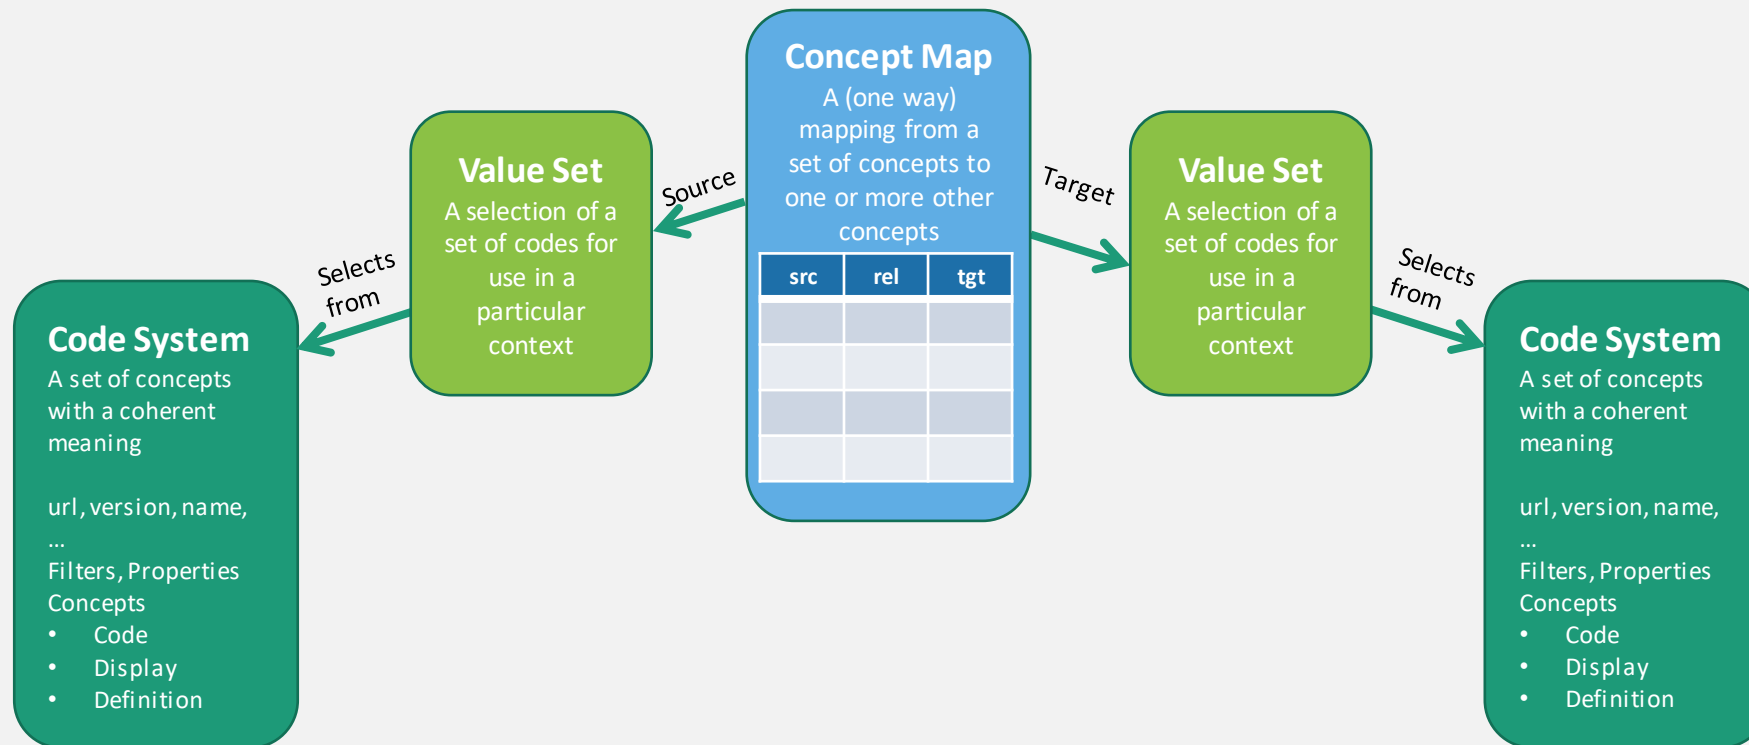 Concept Map
A (one way)
mapping from a
set of concepts to
one or more other
concepts
src rel tgt
Source
Target
Value Set
A selection of a
set of codes for
use in a
particular
context
Value Set
A selection of a
set of codes for
use in a
particular
context
Selects
from
Selects
from
Code System
A set of concepts
with a coherent
meaning
url, version, name,
...
Filters, Properties
Concepts
• Code
• Display
• Definition
Code System
A set of concepts
with a coherent
meaning
url, version, name,
...
Filters, Properties
Concepts
• Code
• Display
• Definition